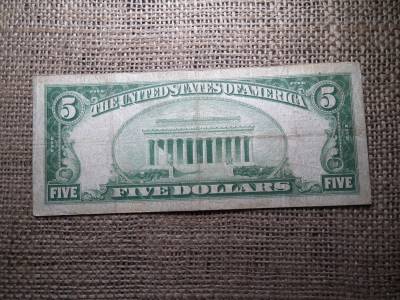 THE UNITED STATES OF AMERICA
5 5
FIVE FIVE DOLLARS FIVE